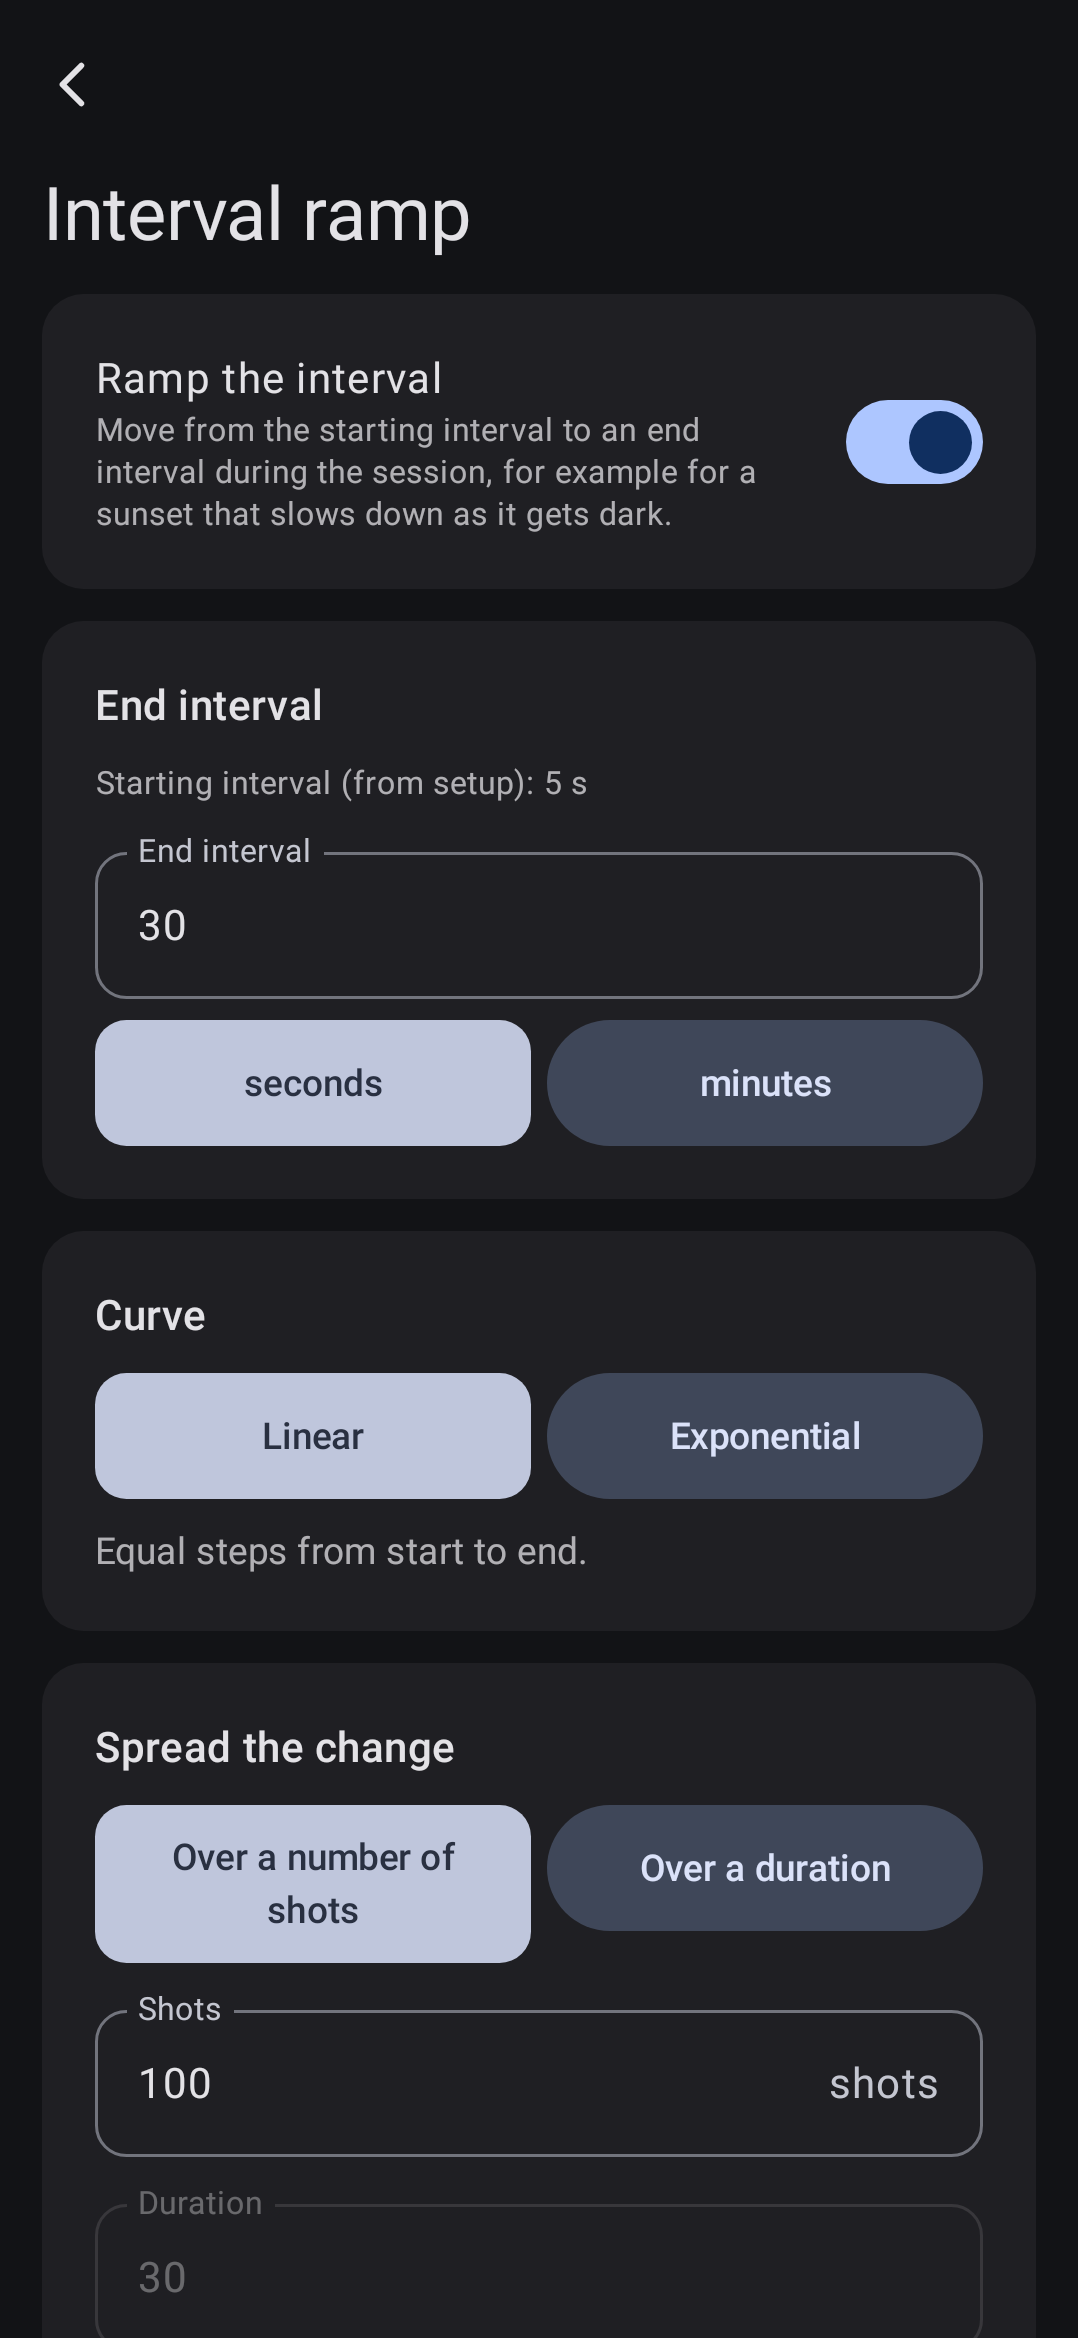 Interval ramp
Ramp the interval
Move from the starting interval to an end
interval during the session, for example for a
sunset that slows down as it gets dark.
End interval
Starting interval (from setup): 5 s
End interval
30
seconds
minutes
Curve
Linear
Exponential
Equal steps from start to end.
Spread the change
Over a number of
shots
Over a duration
Shots
100
shots
Duration
30